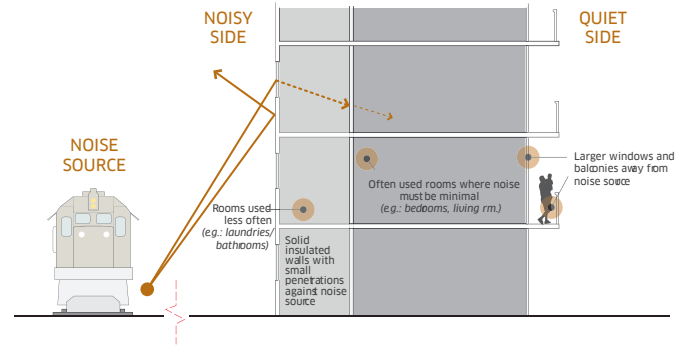 NOISY
SIDE
QUIET
SIDE
NOISE
SOURCE
Rooms used
less often
(e.g.: laundries/
bathrooms)
Solid
insulated
walls with
small
penetrations
against noise
source
Often used rooms where noise
must be minimal
(e.g.: bedrooms, living rm.)
Larger windows and
balconies away from
noise source